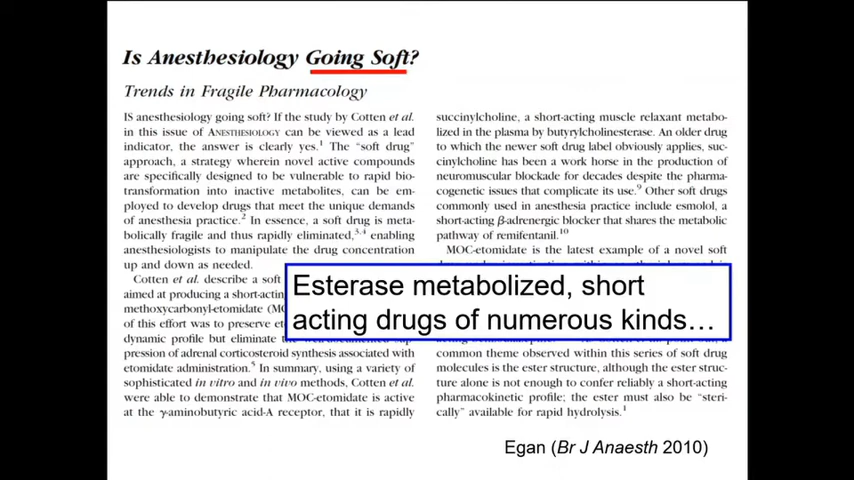 Is Anesthesiology Going Soft?
Trends in Fragile Pharmacology
IS anesthesiology going soft? If the study by Cotten et al.
in this issue of ANESTHESIOLOGY can be viewed as a lead
indicator, the answer is clearly yes.1 The “soft drug”
approach, a strategy wherein novel active compounds
are specifically designed to be vulnerable to rapid bio-
transformation into inactive metabolites, can be em-
ployed to develop drugs that meet the unique demands
of anesthesia practice.2 In essence, a soft drug is meta-
bolically fragile and thus rapidly eliminated,3,4 enabling
anesthesiologists to manipulate the drug concentration
up and down as needed.
Cotten et al. describe a soft
aimed at producing a short-acting
methoxycarbonyl-etomidate (MO
of this effort was to preserve et
dynamic profile but eliminate
pression of adrenal corticosteroid synthesis associated with
etomidate administration.5 In summary, using a variety of
sophisticated in vitro and in vivo methods, Cotten et al.
were able to demonstrate that MOC-etomidate is active
at the γ-aminobutyric acid-A receptor, that it is rapidly
succinylcholine, a short-acting muscle relaxant metabo-
lized in the plasma by butyrylcholinesterase. An older drug
to which the newer soft drug label obviously applies, suc-
cinylcholine has been a work horse in the production of
neuromuscular blockade for decades despite the pharma-
cogenetic issues that complicate its use.9 Other soft drugs
commonly used in anesthesia practice include esmolol, a
short-acting β-adrenergic blocker that shares the metabolic
pathway of remifentanil.10
MOC-etomidate is the latest example of a novel soft
Esterase metabolized, short
acting drugs of numerous kinds…
common theme observed within this series of soft drug
molecules is the ester structure, although the ester struc-
ture alone is not enough to confer reliably a short-acting
pharmacokinetic profile; the ester must also be “steri-
cally” available for rapid hydrolysis.1
Egan (Br J Anaesth 2010)